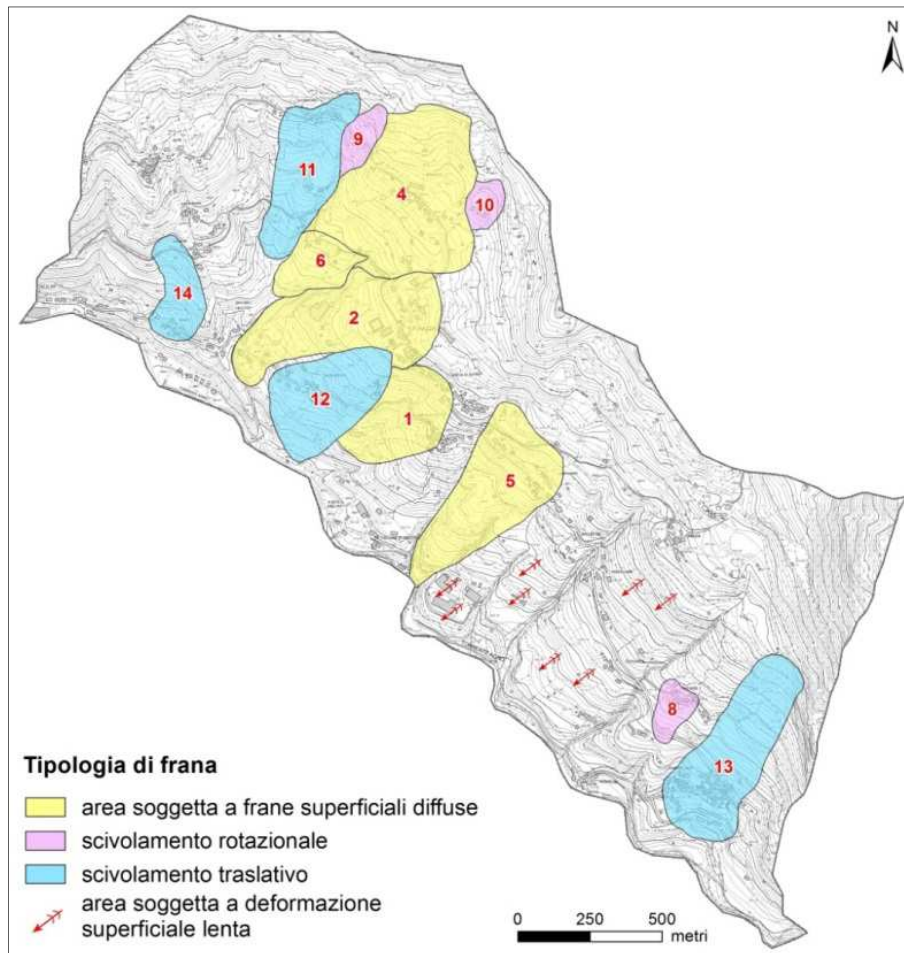 N
9
11
4
10
6
14
2
12
1
5
8
13
Tipologia di frana
area soggetta a frane superficiali diffuse
scivolamento rotazionale
scivolamento traslativo
area soggetta a deformazione
superficiale lenta
0 250 500
metri